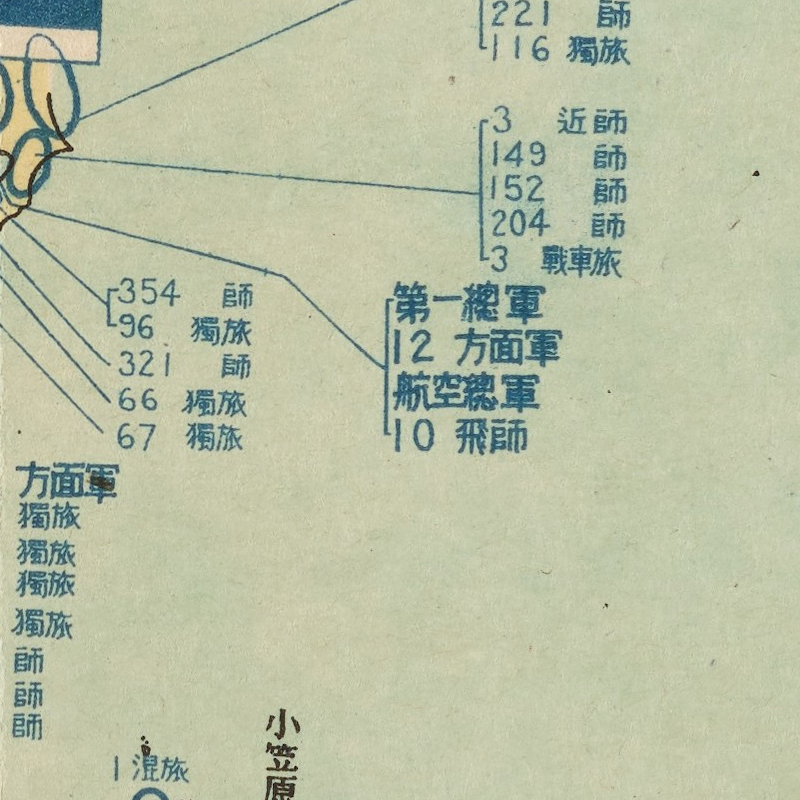 221 師
116 獨旅
3 近師
149 師
152 師
204 師
3 戰車旅
354 師
96 獨旅
321 師
66 獨旅
67 獨旅
第一總軍
12 方面軍
航空總軍
10 飛師
方面軍
獨旅
獨旅
獨旅
獨旅
師
師
師
1 混旅
小笠原